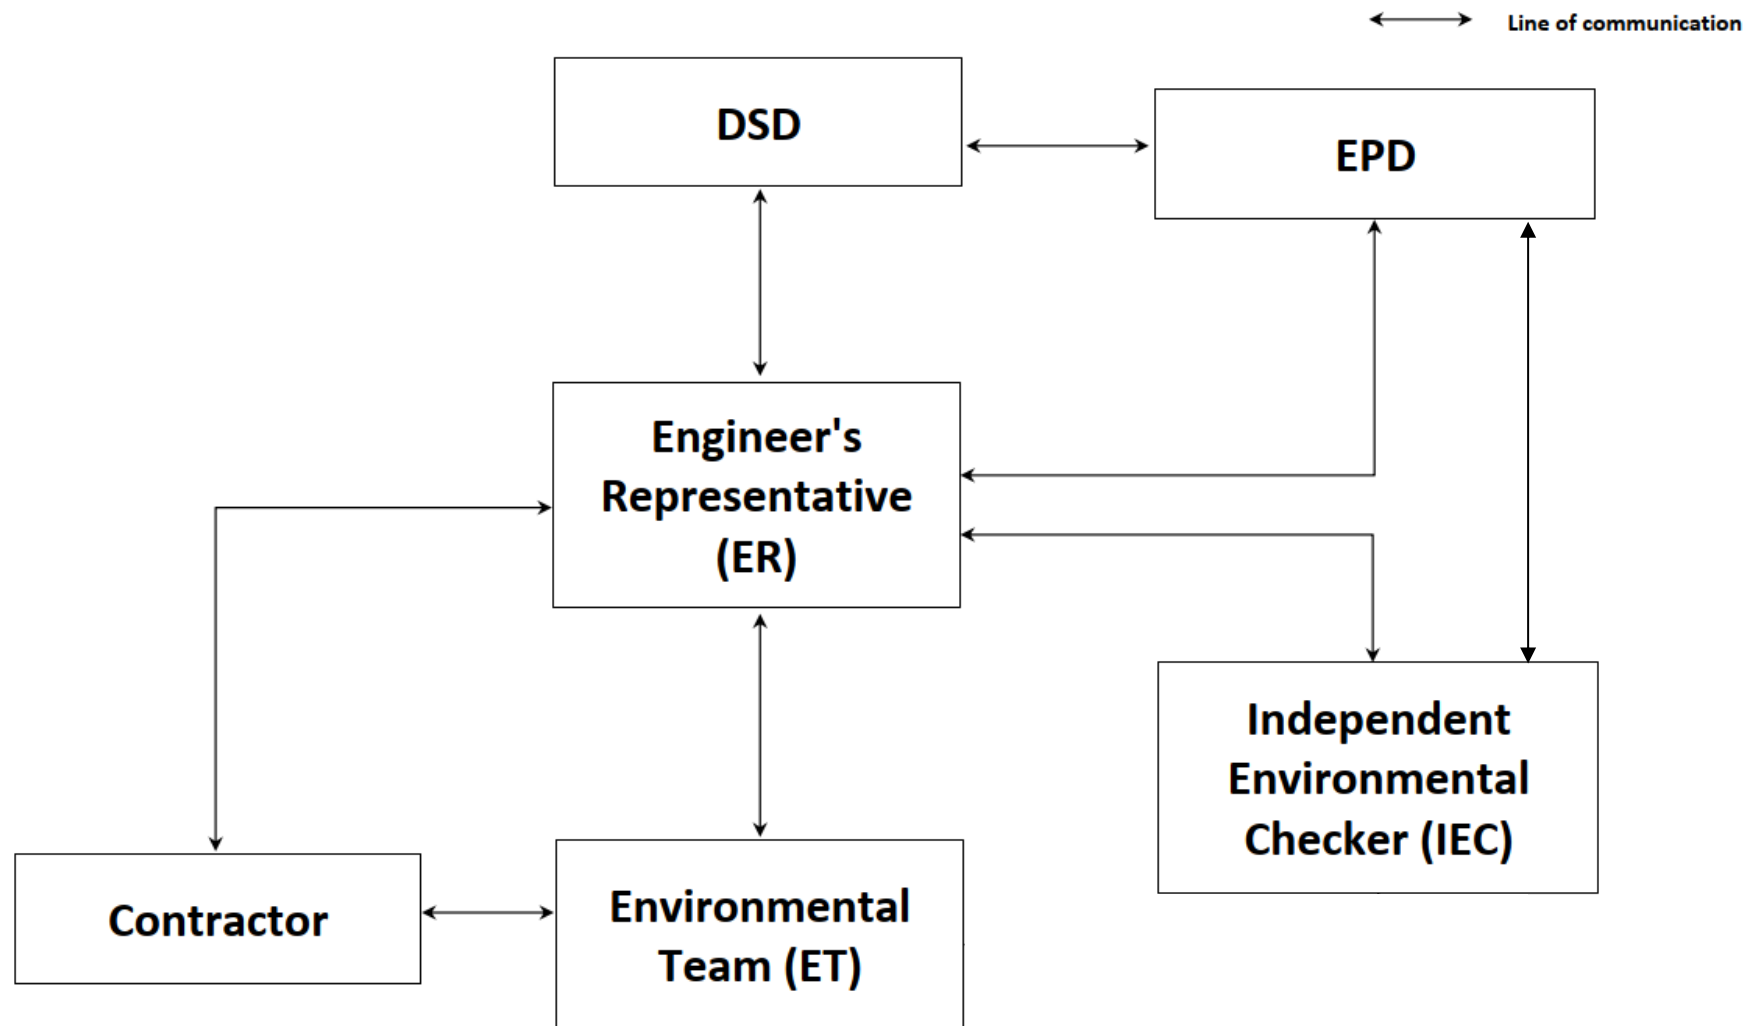 Line of communication
DSD
EPD
Engineer's
Representative
(ER)
Independent
Environmental
Checker (IEC)
Contractor
Environmental
Team (ET)